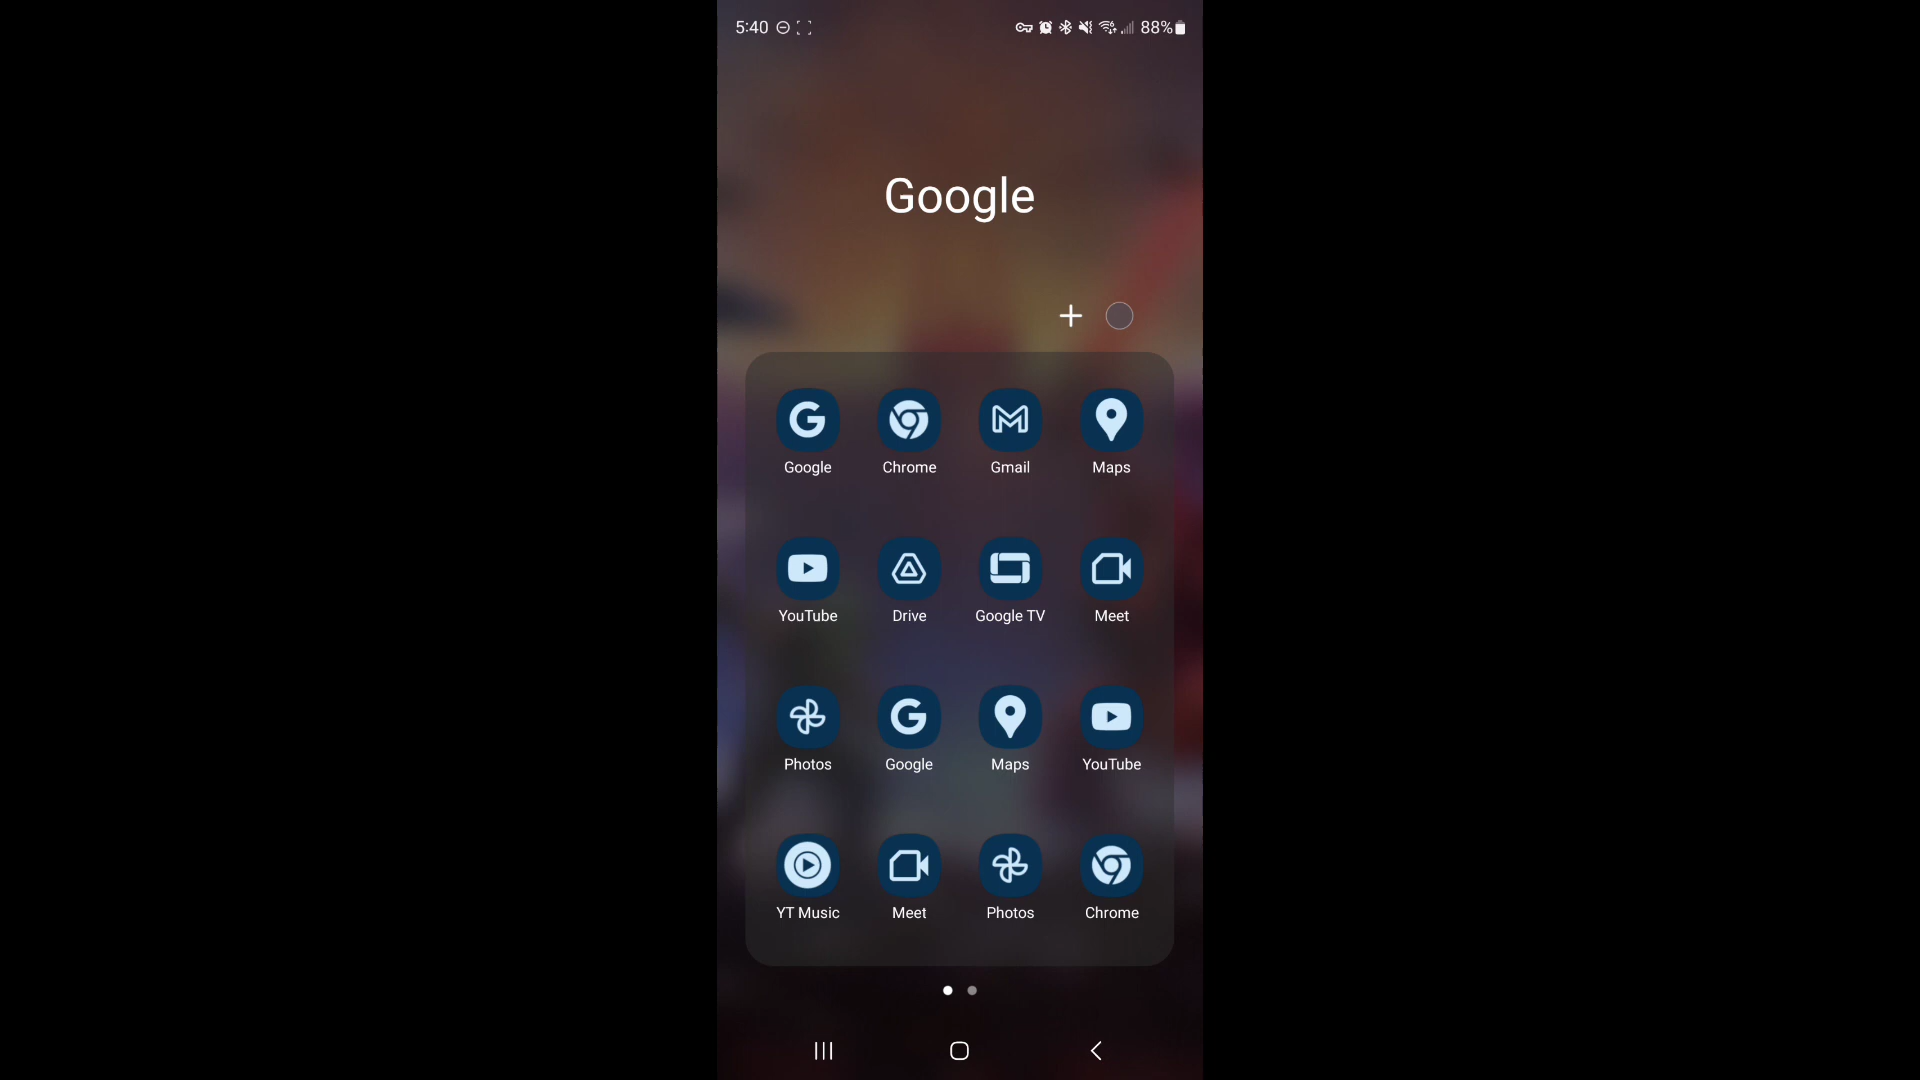 5:40 88%
Google
Google Chrome Gmail Maps
YouTube Drive Google TV Meet
Photos Google Maps YouTube
YT Music Meet Photos Chrome